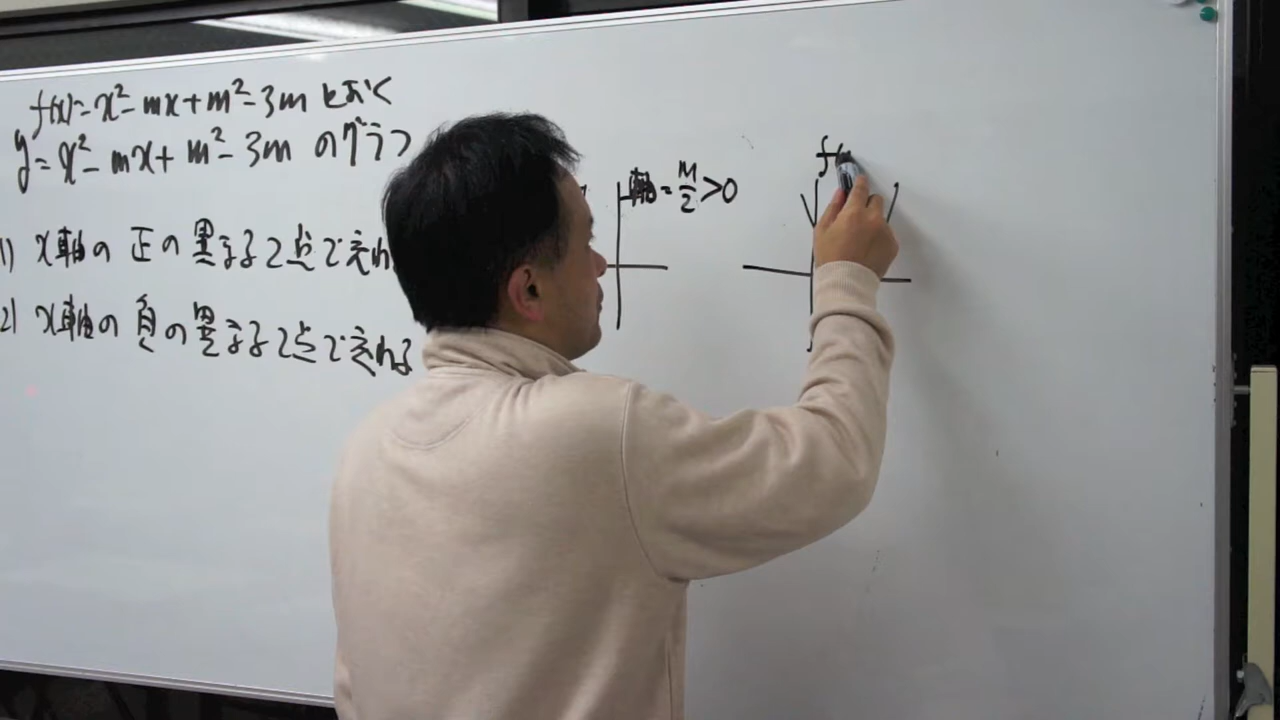 f(x)=x²-mx+m²-3m とおく
y=x²-mx+m²-3m のグラフ
1) x軸の 正の 異なる2点で交わ
2) x軸の 負の 異なる2点で交わる
軸=m/2>0
f(